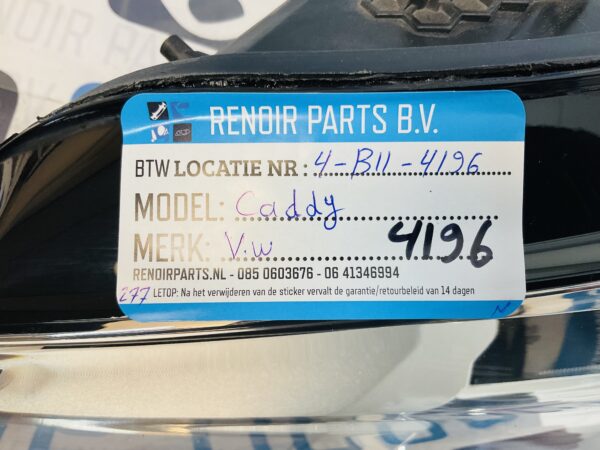 RENOIR PARTS B.V.
BTW LOCATIE NR : 4-B11-4196
MODEL: Caddy
MERK: V.W 4196
RENOIRPARTS.NL - 085 0603676 - 06 41346994
277 LETOP: Na het verwijderen van de sticker vervalt de garantie/retourbeleid van 14 dagen
N